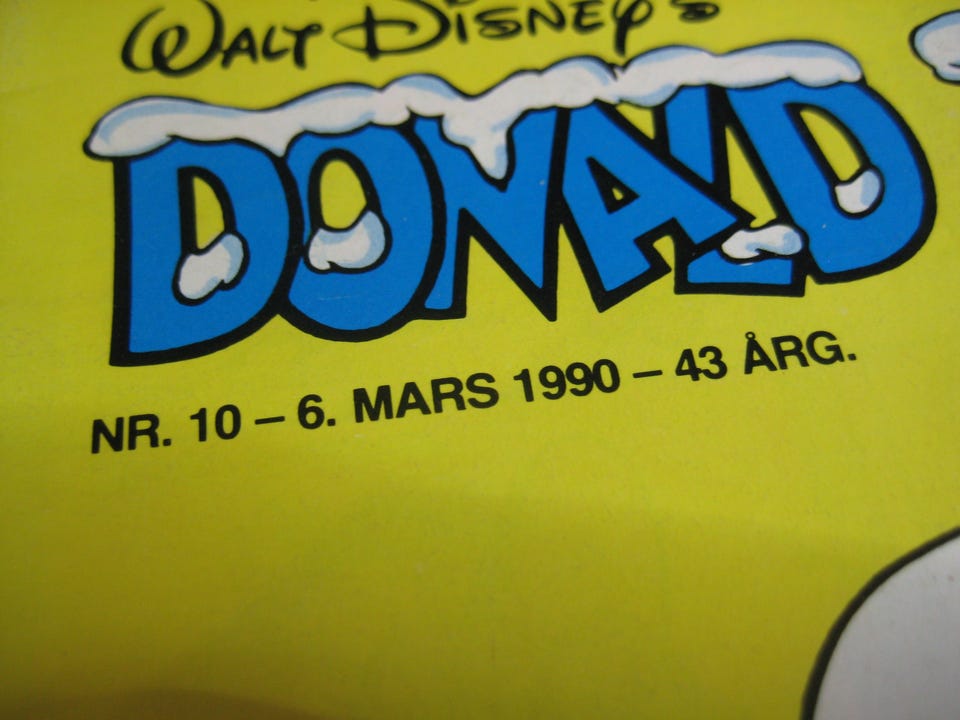 WALT DISNEY'S
DONALD
NR. 10 – 6. MARS 1990 – 43 ÅRG.